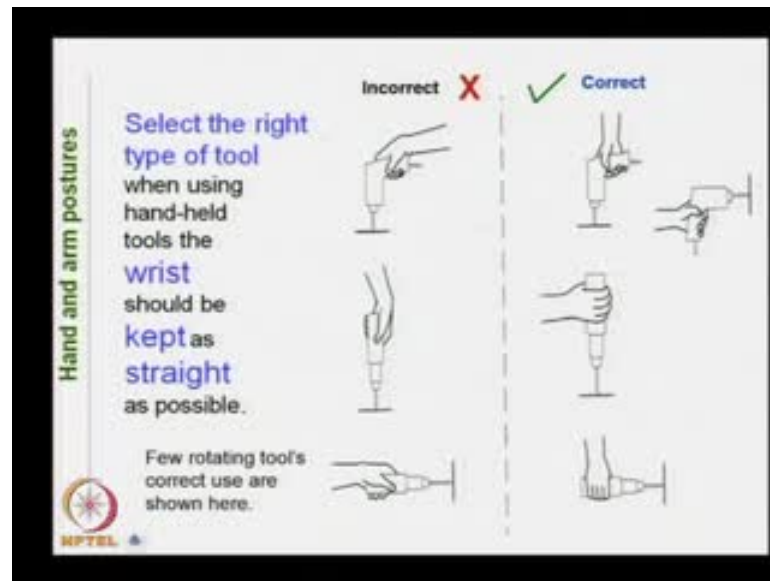 Hand and arm postures
Incorrect X
Correct
Select the right
type of tool
when using
hand-held
tools the
wrist
should be
kept as
straight
as possible.
Few rotating tool's
correct use are
shown here.
NPTEL